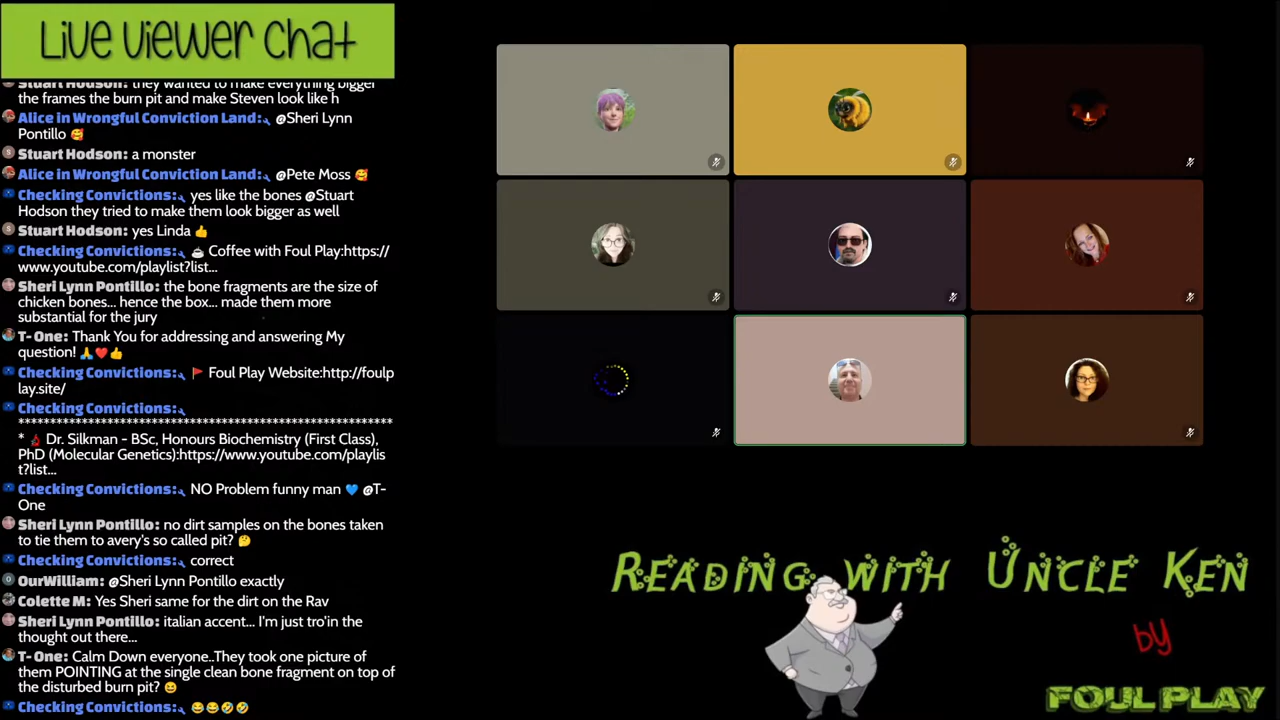 Live Viewer Chat
Stuart Hodson: they wanted to make everything bigger
the frames the burn pit and make Steven look like h
Alice in Wrongful Conviction Land: @Sheri Lynn
Pontillo 🥰
Stuart Hodson: a monster
Alice in Wrongful Conviction Land: @Pete Moss 🥰
Checking Convictions: yes like the bones @Stuart
Hodson they tried to make them look bigger as well
Stuart Hodson: yes Linda 👍
Checking Convictions: ☕ Coffee with Foul Play:https://
www.youtube.com/playlist?list...
Sheri Lynn Pontillo: the bone fragments are the size of
chicken bones... hence the box... made them more
substantial for the jury
T-One: Thank You for addressing and answering My
question! 🙏❤️👍
Checking Convictions: 🚩 Foul Play Website:http://foulp
lay.site/
Checking Convictions:
******************************************************
* 🔬 Dr. Silkman - BSc, Honours Biochemistry (First Class),
PhD (Molecular Genetics):https://www.youtube.com/playlis
t?list...
Checking Convictions: NO Problem funny man 💙 @T-
One
Sheri Lynn Pontillo: no dirt samples on the bones taken
to tie them to avery's so called pit? 🤔
Checking Convictions: correct
OurWilliam: @Sheri Lynn Pontillo exactly
Colette M: Yes Sheri same for the dirt on the Rav
Sheri Lynn Pontillo: italian accent... I'm just tro'in the
thought out there...
T-One: Calm Down everyone..They took one picture of
them POINTING at the single clean bone fragment on top of
the disturbed burn pit? 😆
Checking Convictions: 😂😂🤣🤣
Reading with Uncle Ken
by
FOUL PLAY